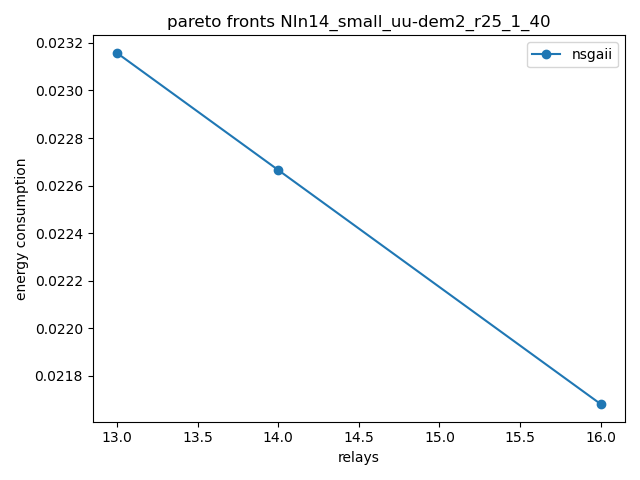 pareto fronts NIn14_small_uu-dem2_r25_1_40
nsgaii
energy consumption
0.0232
0.0230
0.0228
0.0226
0.0224
0.0222
0.0220
0.0218
13.0 13.5 14.0 14.5 15.0 15.5 16.0
relays